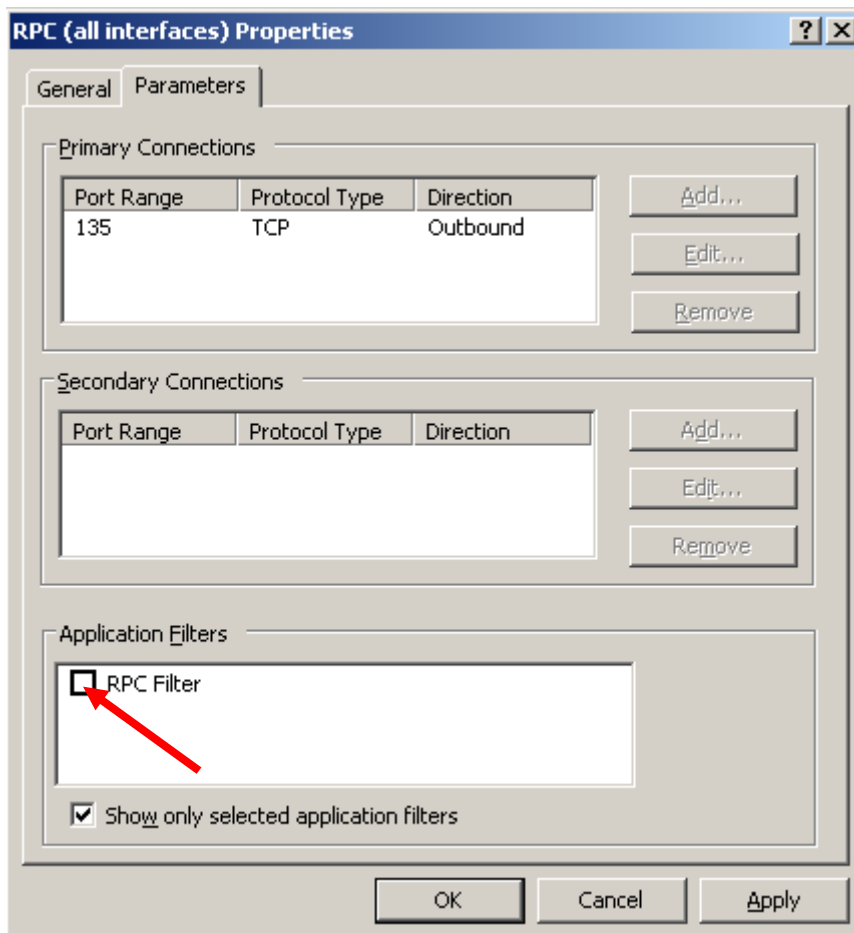 RPC (all interfaces) Properties
General Parameters
Primary Connections
Port Range Protocol Type Direction
135 TCP Outbound
Add...
Edit...
Remove
Secondary Connections
Port Range Protocol Type Direction
Add...
Edit...
Remove
Application Filters
RPC Filter
Show only selected application filters
OK Cancel Apply